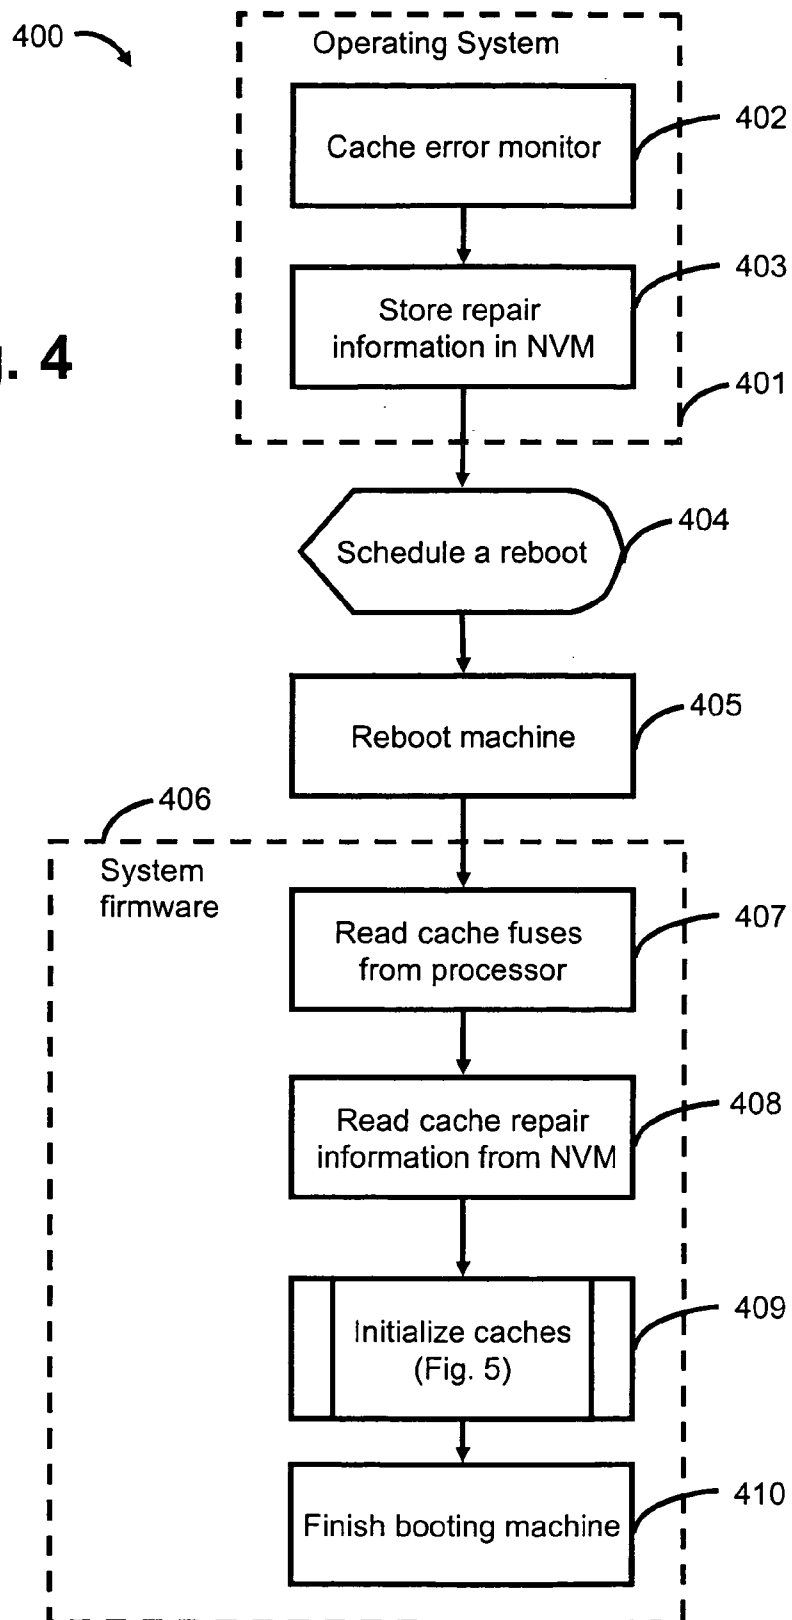 400
Operating System
Cache error monitor
402
Store repair
information in NVM
403
. 4
401
Schedule a reboot
404
Reboot machine
405
406
System
firmware
Read cache fuses
from processor
407
Read cache repair
information from NVM
408
Initialize caches
(Fig. 5)
409
Finish booting machine
410